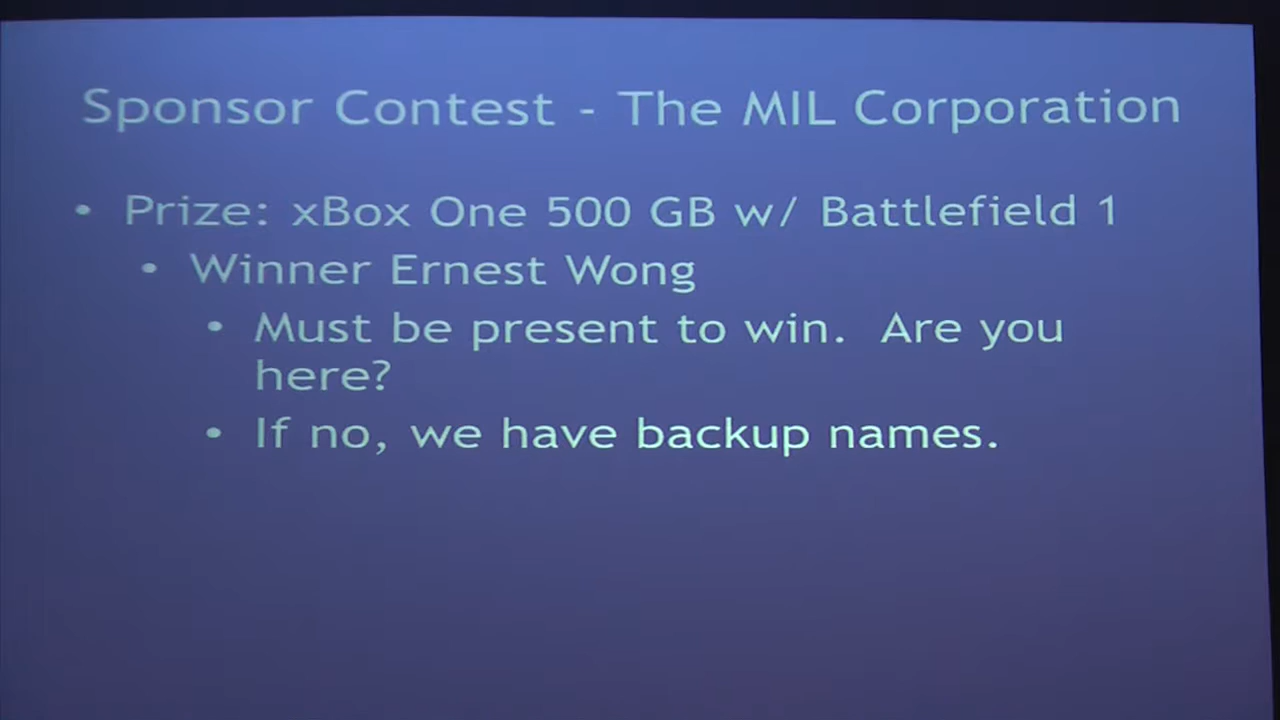 Sponsor Contest - The MIL Corporation
• Prize: xBox One 500 GB w/ Battlefield 1
• Winner Ernest Wong
• Must be present to win.  Are you
here?
• If no, we have backup names.